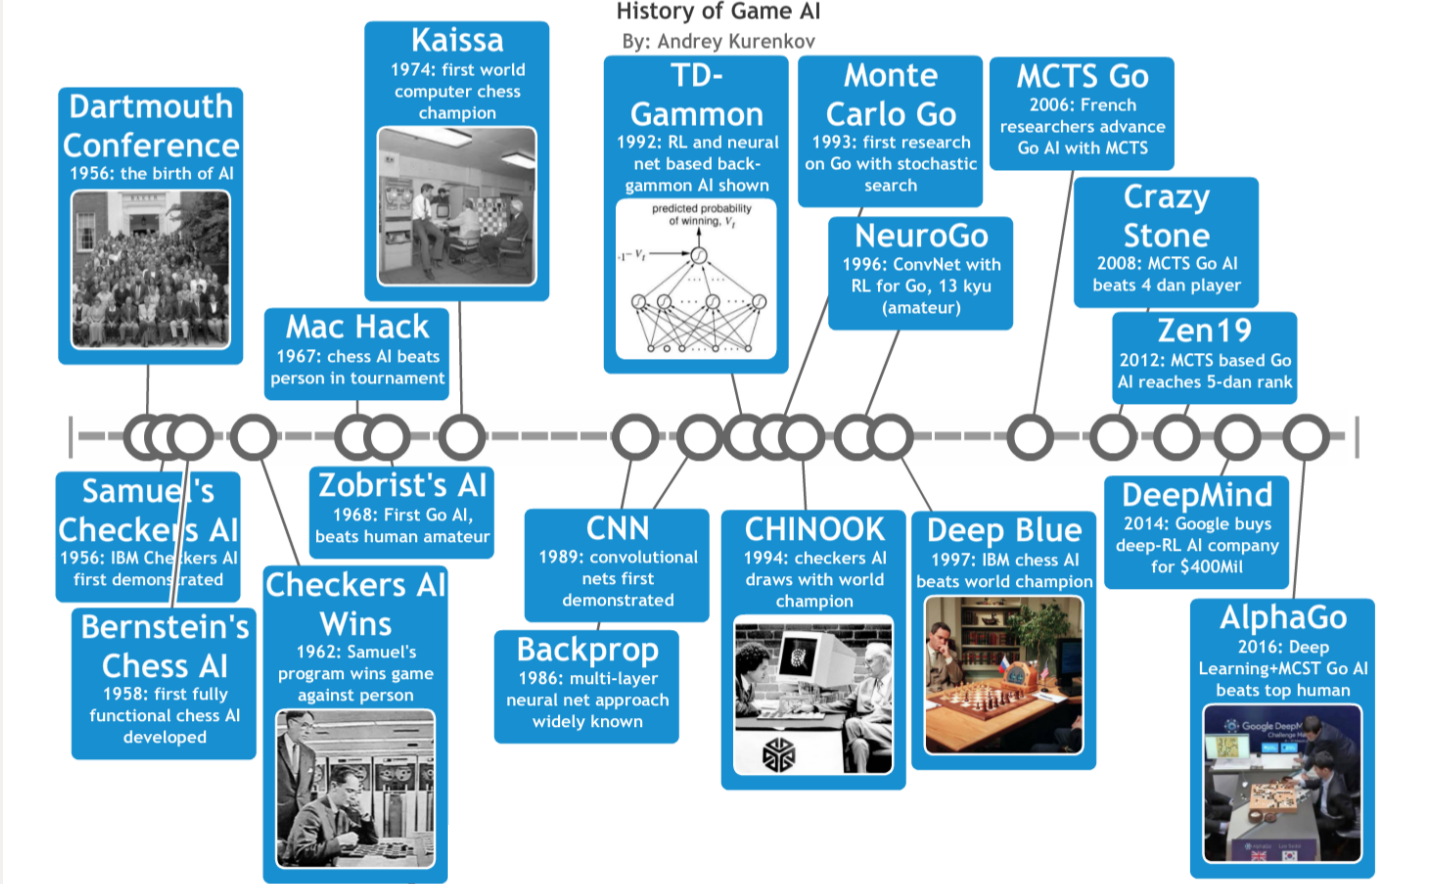 History of Game AI
By: Andrey Kurenkov
Dartmouth
Conference
1956: the birth of AI
Kaissa
1974: first world
computer chess
champion
Mac Hack
1967: chess AI beats
person in tournament
TD-
Gammon
1992: RL and neural
net based back-
gammon AI shown
predicted probability
of winning, Vt
Monte
Carlo Go
1993: first research
on Go with stochastic
search
NeuroGo
1996: ConvNet with
RL for Go, 13 kyu
(amateur)
MCTS Go
2006: French
researchers advance
Go AI with MCTS
Crazy
Stone
2008: MCTS Go AI
beats 4 dan player
Zen19
2012: MCTS based Go
AI reaches 5-dan rank
Samuel's
Checkers AI
1956: IBM Checkers AI
first demonstrated
Bernstein's
Chess AI
1958: first fully
functional chess AI
developed
Checkers AI
Wins
1962: Samuel's
program wins game
against person
Zobrist's AI
1968: First Go AI,
beats human amateur
CNN
1989: convolutional
nets first
demonstrated
Backprop
1986: multi-layer
neural net approach
widely known
CHINOOK
1994: checkers AI
draws with world
champion
Deep Blue
1997: IBM chess AI
beats world champion
DeepMind
2014: Google buys
deep-RL AI company
for $400Mil
AlphaGo
2016: Deep
Learning+MCST Go AI
beats top human
Google DeepM